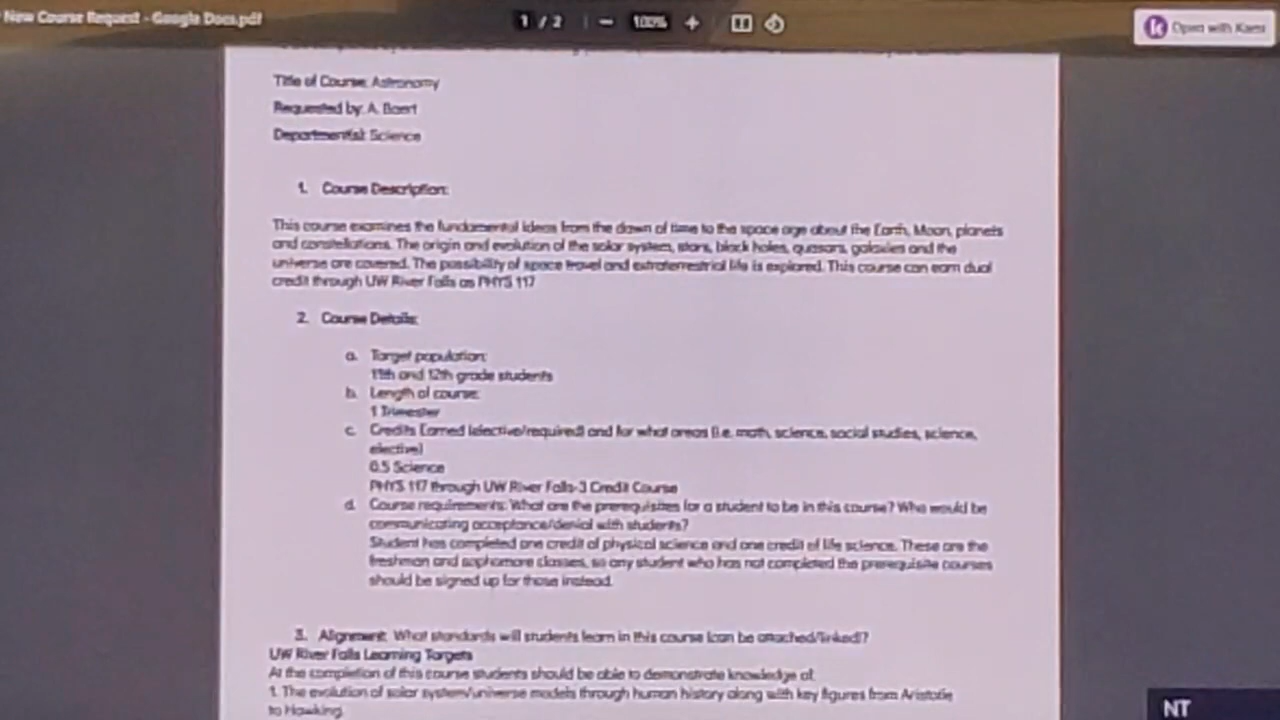 New Course Request - Google Docs.pdf
1 / 2
100%
Open with Kami
Title of Course: Astronomy
Requested by: A. Baert
Department(s): Science
1. Course Description:
This course examines the fundamental ideas from the dawn of time to the space age about the Earth, Moon, planets
and constellations. The origin and evolution of the solar system, stars, black holes, quasars, galaxies and the
universe are covered. The possibility of space travel and extraterrestrial life is explored. This course can earn dual
credit through UW River Falls as PHYS 117
2. Course Details:
a. Target population:
11th and 12th grade students
b. Length of course:
1 Trimester
c. Credits Earned (elective/required) and for what areas (i.e. math, science, social studies, science,
elective)
0.5 Science
PHYS 117 through UW River Falls-3 Credit Course
d. Course requirements: What are the prerequisites for a student to be in this course? Who would be
communicating acceptance/denial with students?
Student has completed one credit of physical science and one credit of life science. These are the
freshman and sophomore classes, so any student who has not completed the prerequisite courses
should be signed up for those instead.
3. Alignment: What standards will students learn in this course (can be attached/linked)?
UW River Falls Learning Targets
At the completion of this course students should be able to demonstrate knowledge of:
1. The evolution of solar system/universe models through human history along with key figures from Aristotle
to Hawking.
NT